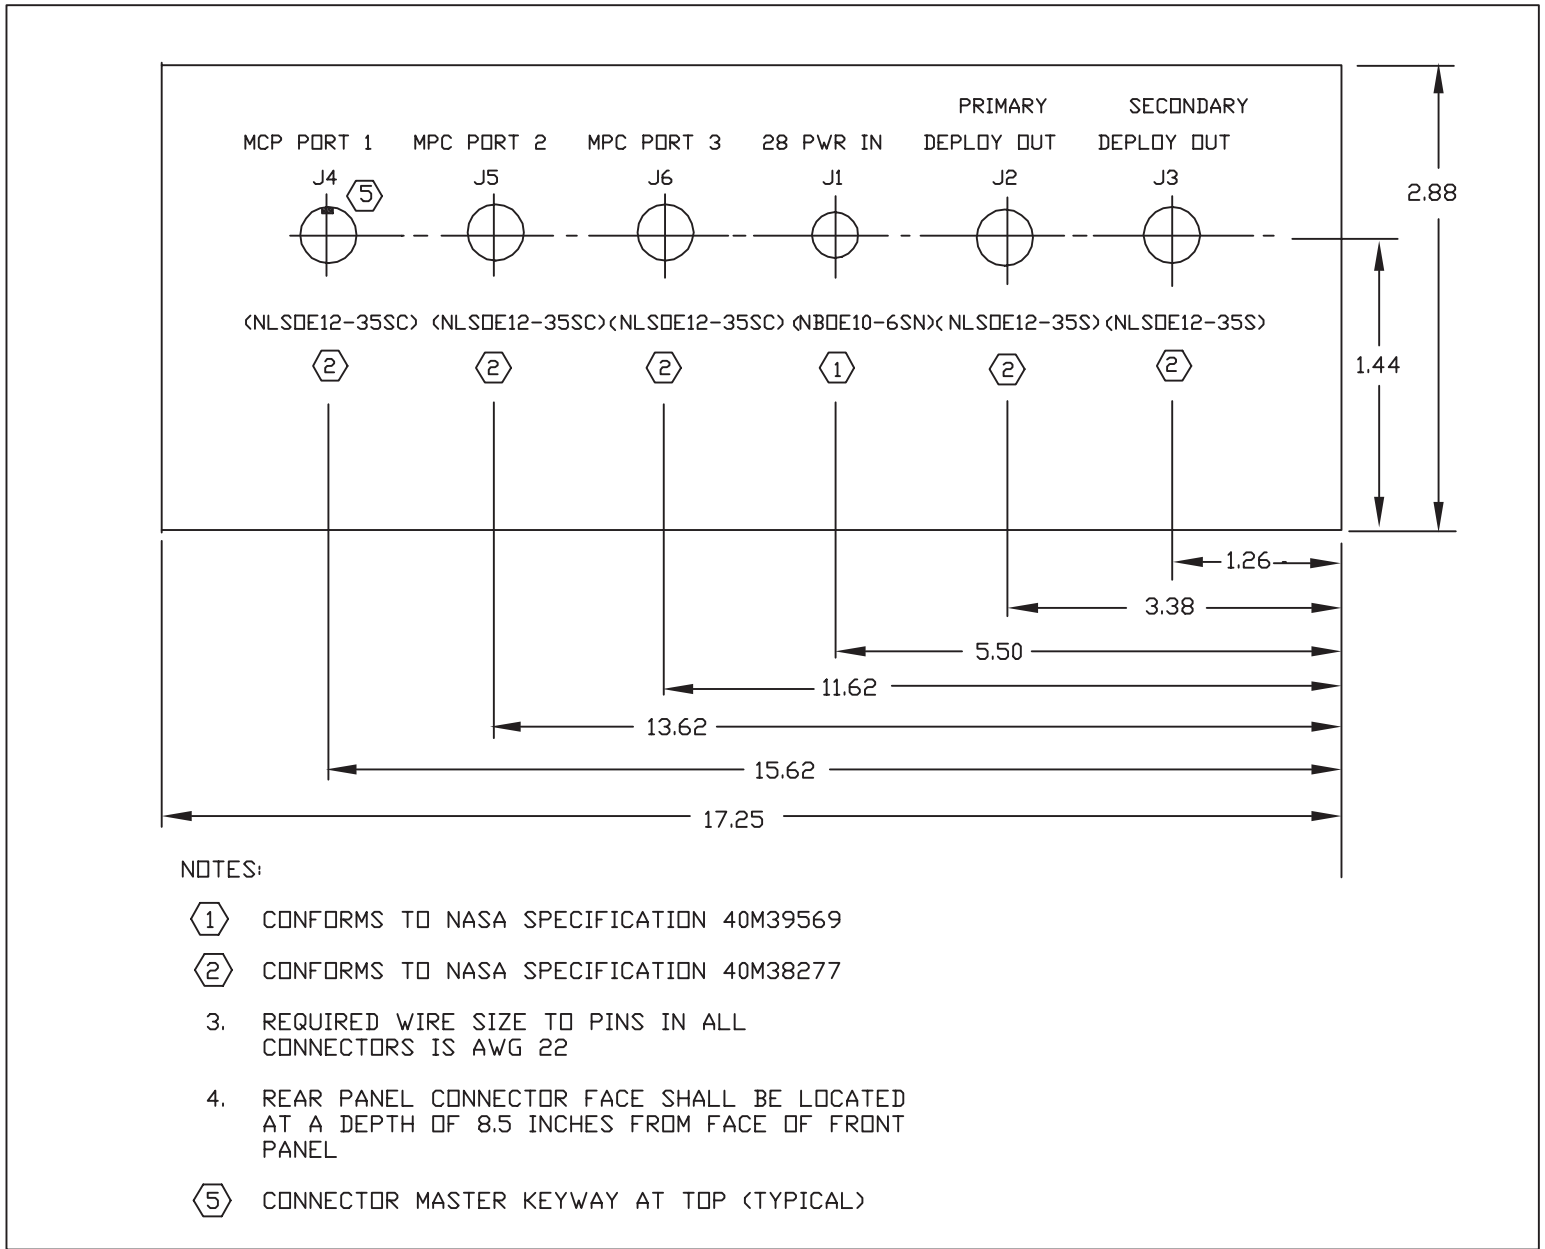 PRIMARY SECONDARY
MCP PORT 1 MPC PORT 2 MPC PORT 3 28 PWR IN DEPLOY OUT DEPLOY OUT
J4 J5 J6 J1 J2 J3
5
2.88
(NLSOE12-35SC) (NLSOE12-35SC) (NLSOE12-35SC) (NBOE10-6SN) (NLSOE12-35S) (NLSOE12-35S)
2 2 2 1 2 2
1.44
1.26
3.38
5.50
11.62
13.62
15.62
17.25
NOTES:
1 CONFORMS TO NASA SPECIFICATION 40M39569
2 CONFORMS TO NASA SPECIFICATION 40M38277
3. REQUIRED WIRE SIZE TO PINS IN ALL
CONNECTORS IS AWG 22
4. REAR PANEL CONNECTOR FACE SHALL BE LOCATED
AT A DEPTH OF 8.5 INCHES FROM FACE OF FRONT
PANEL
5 CONNECTOR MASTER KEYWAY AT TOP (TYPICAL)